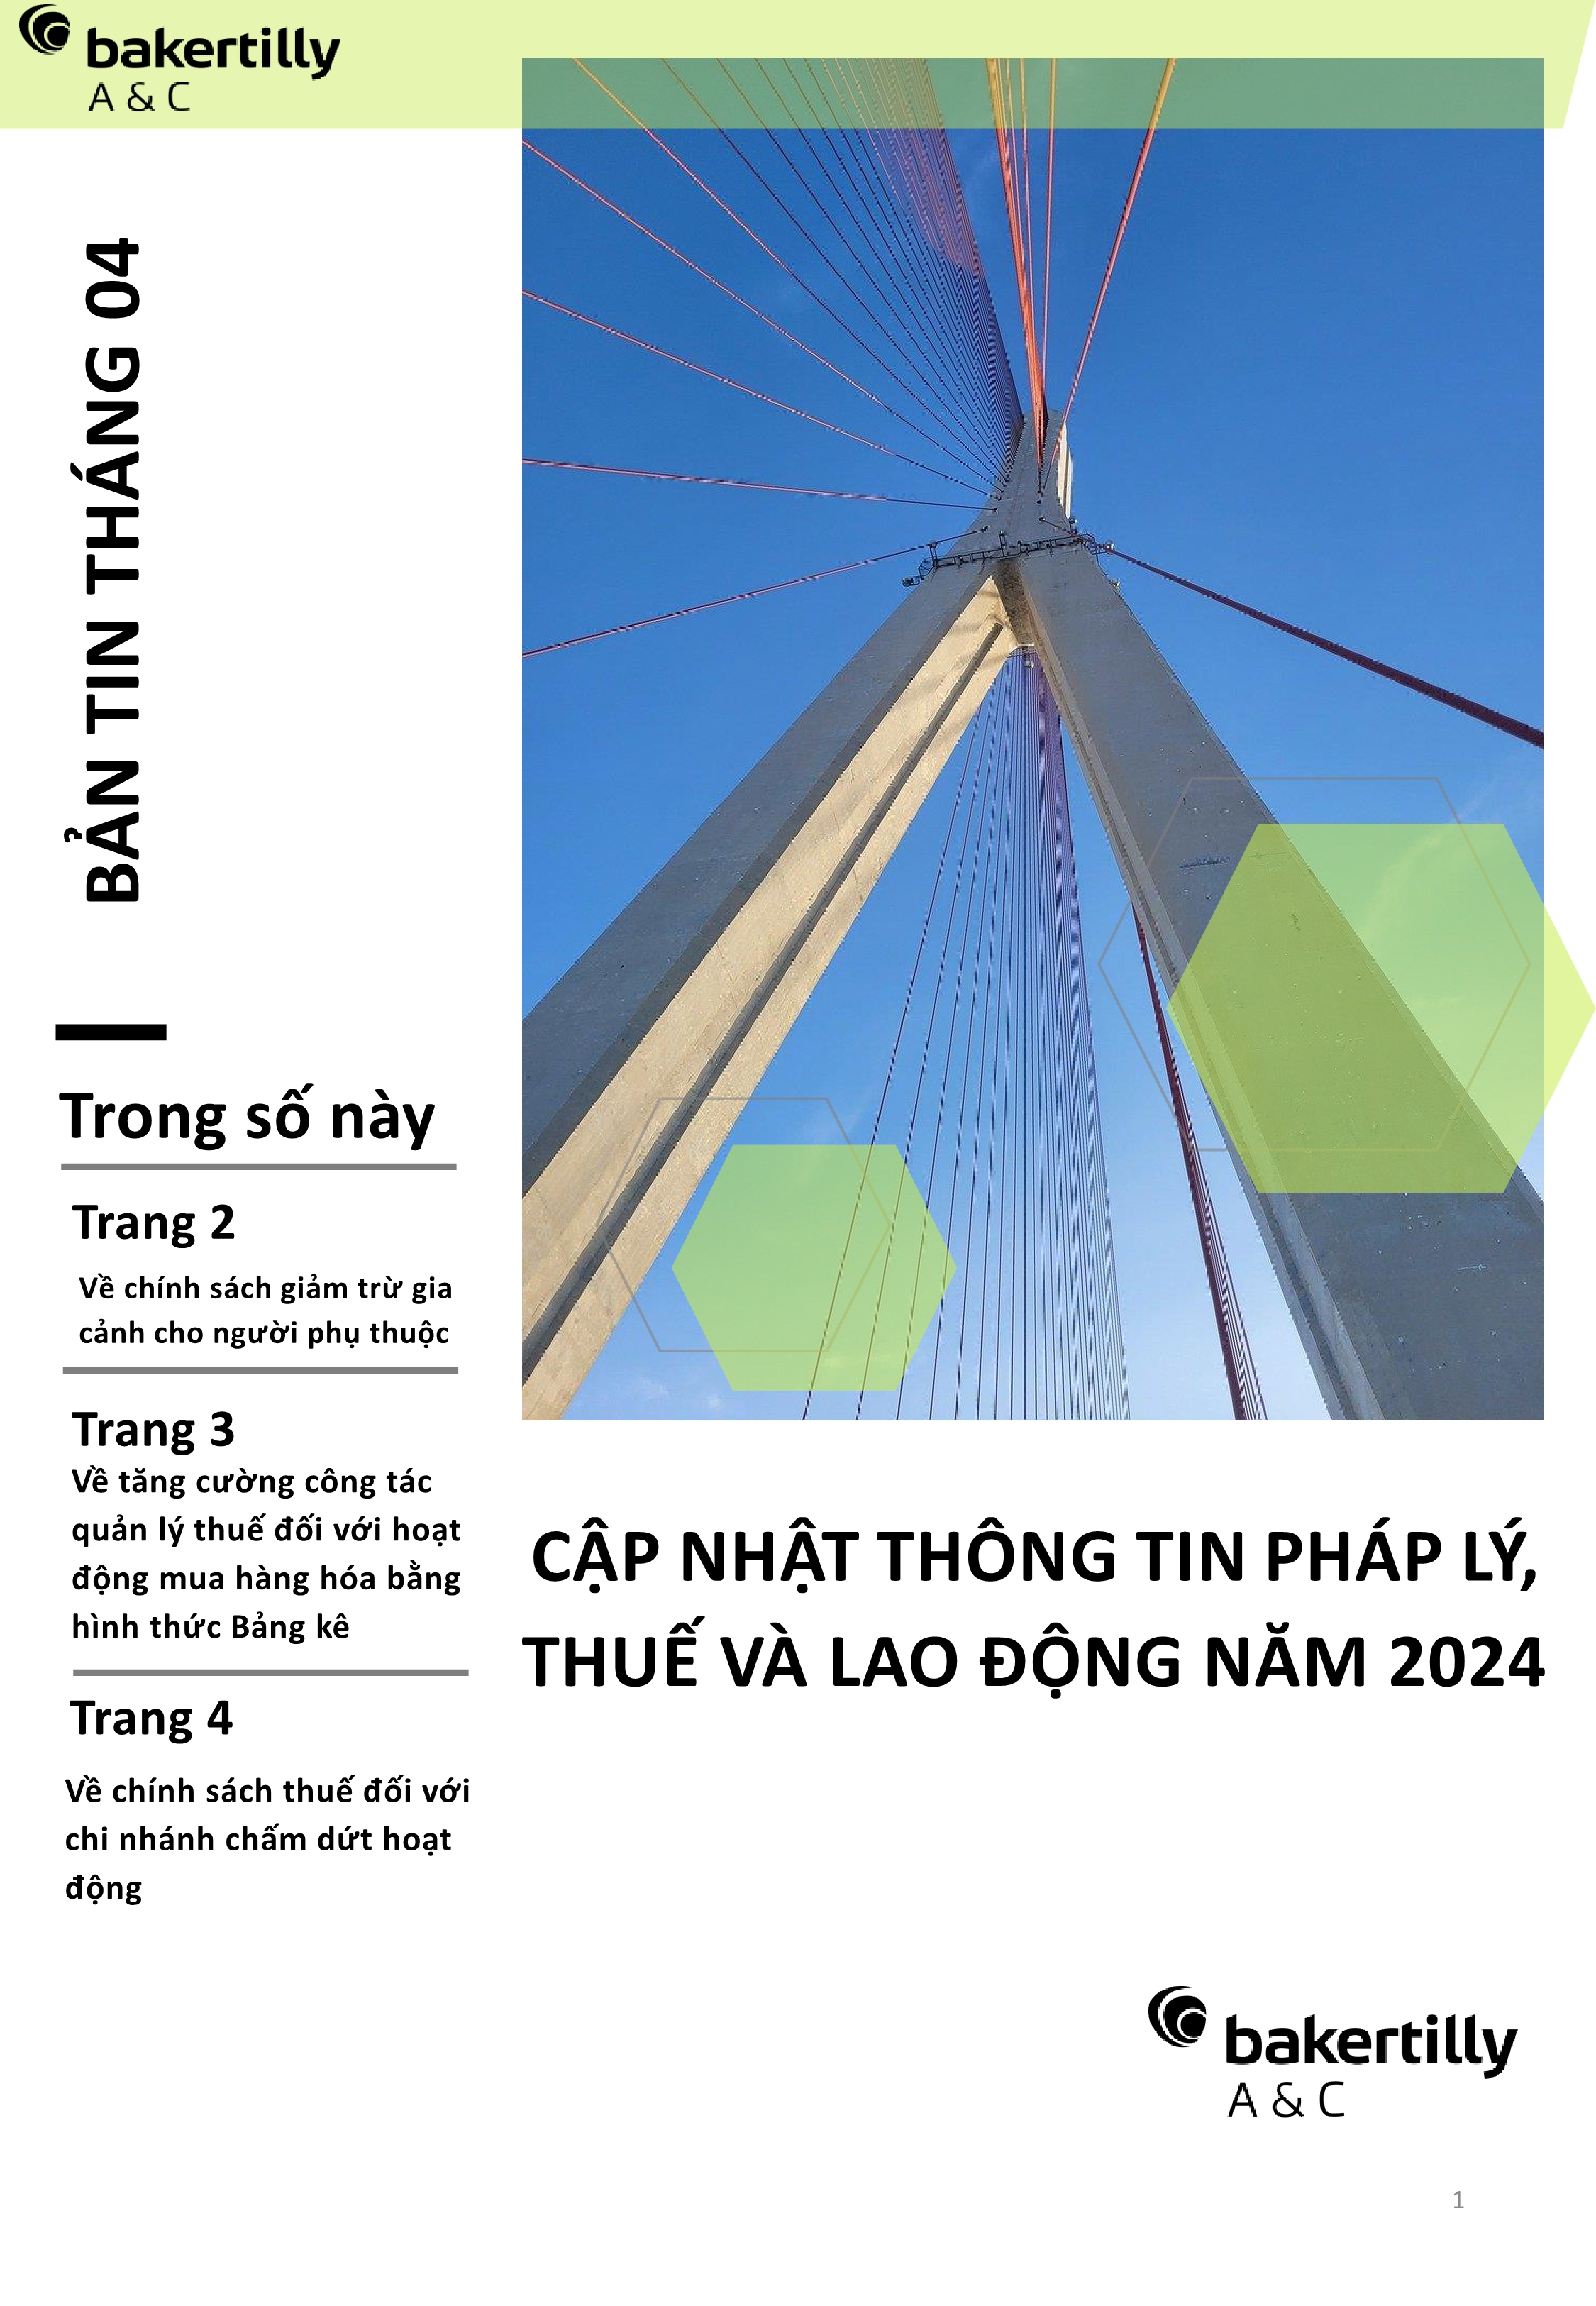 bakertilly
A & C
BẢN TIN THÁNG 04
Trong số này
Trang 2
Về chính sách giảm trừ gia
cảnh cho người phụ thuộc
Trang 3
Về tăng cường công tác
quản lý thuế đối với hoạt
động mua hàng hóa bằng
hình thức Bảng kê
Trang 4
Về chính sách thuế đối với
chi nhánh chấm dứt hoạt
động
CẬP NHẬT THÔNG TIN PHÁP LÝ,
THUẾ VÀ LAO ĐỘNG NĂM 2024
bakertilly
A & C
1